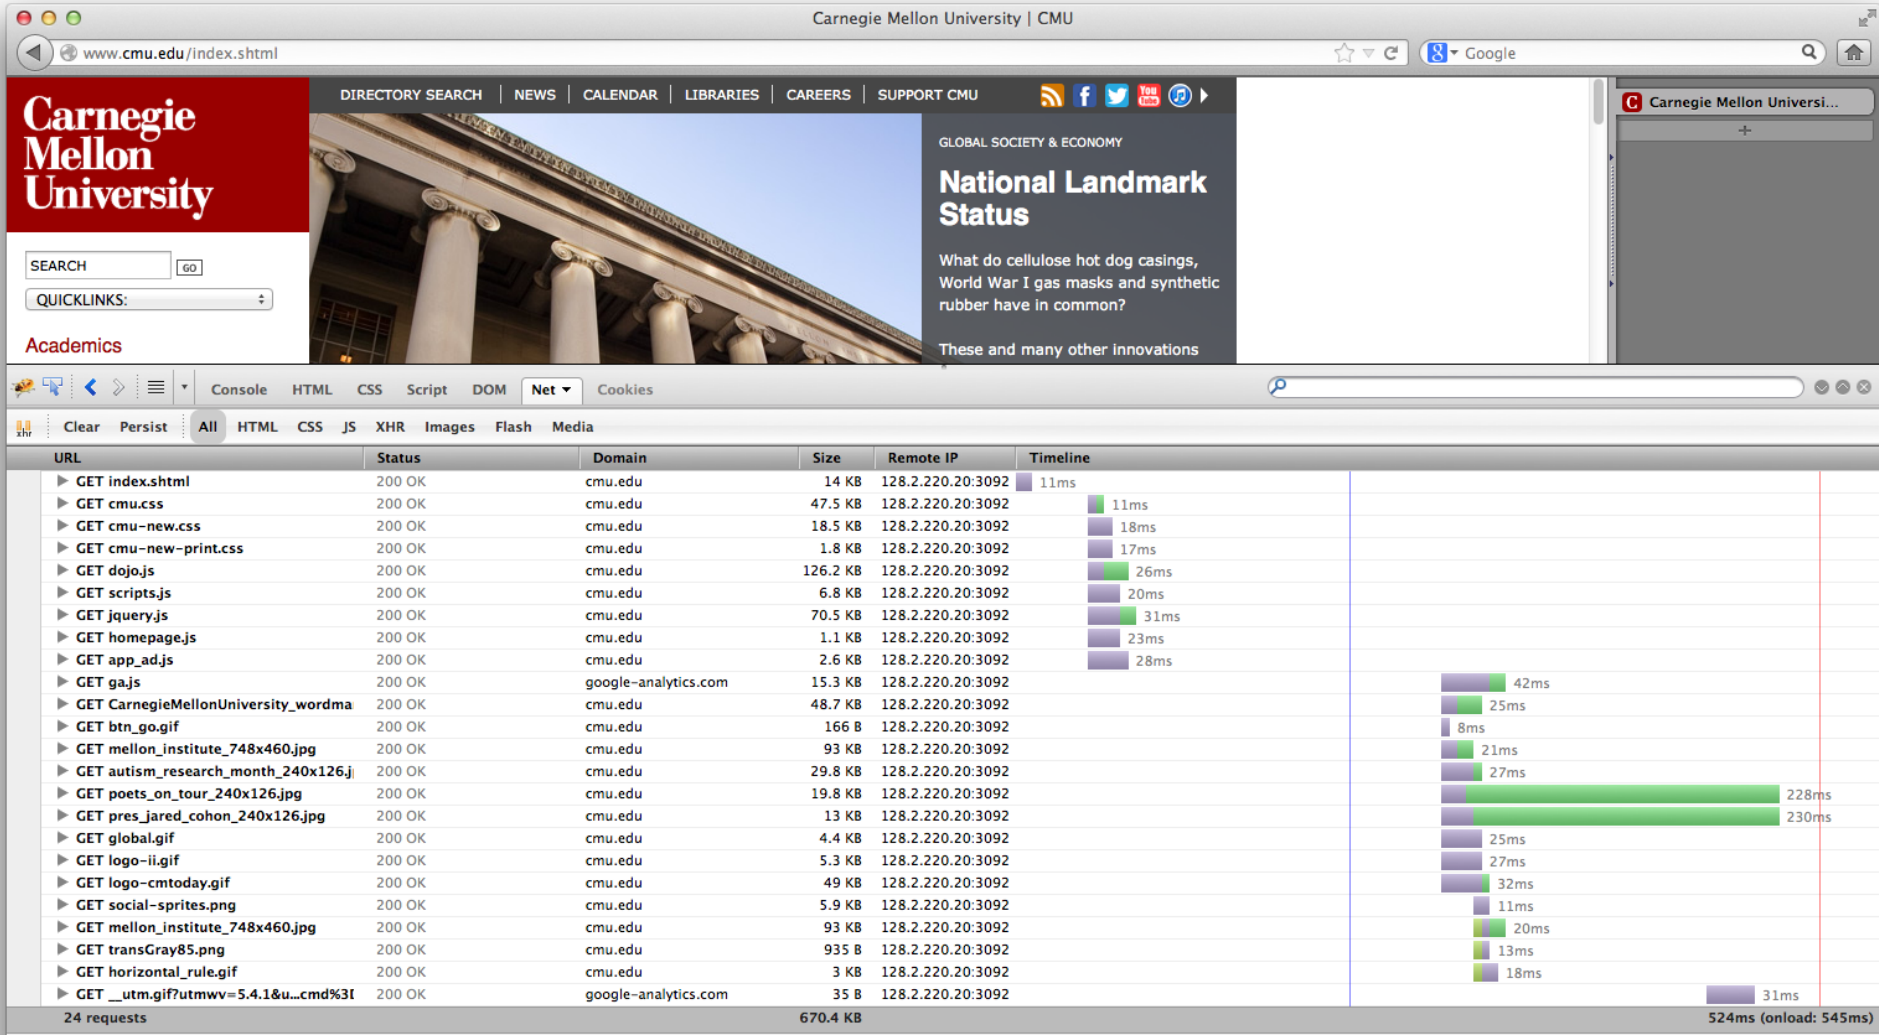 Carnegie Mellon University | CMU
www.cmu.edu/index.shtml
Google
Carnegie
Mellon
University
DIRECTORY SEARCH | NEWS | CALENDAR | LIBRARIES | CAREERS | SUPPORT CMU
You
Tube
C Carnegie Mellon Universi...
GLOBAL SOCIETY & ECONOMY
National Landmark
Status
What do cellulose hot dog casings,
World War I gas masks and synthetic
rubber have in common?
These and many other innovations
SEARCH GO
QUICKLINKS:
Academics
Console HTML CSS Script DOM Net Cookies
xhr Clear Persist All HTML CSS JS XHR Images Flash Media
URL Status Domain Size Remote IP Timeline
GET index.shtml 200 OK cmu.edu 14 KB 128.2.220.20:3092 11ms
GET cmu.css 200 OK cmu.edu 47.5 KB 128.2.220.20:3092 11ms
GET cmu-new.css 200 OK cmu.edu 18.5 KB 128.2.220.20:3092 18ms
GET cmu-new-print.css 200 OK cmu.edu 1.8 KB 128.2.220.20:3092 17ms
GET dojo.js 200 OK cmu.edu 126.2 KB 128.2.220.20:3092 26ms
GET scripts.js 200 OK cmu.edu 6.8 KB 128.2.220.20:3092 20ms
GET jquery.js 200 OK cmu.edu 70.5 KB 128.2.220.20:3092 31ms
GET homepage.js 200 OK cmu.edu 1.1 KB 128.2.220.20:3092 23ms
GET app_ad.js 200 OK cmu.edu 2.6 KB 128.2.220.20:3092 28ms
GET ga.js 200 OK google-analytics.com 15.3 KB 128.2.220.20:3092 42ms
GET CarnegieMellonUniversity_wordma 200 OK cmu.edu 48.7 KB 128.2.220.20:3092 25ms
GET btn_go.gif 200 OK cmu.edu 166 B 128.2.220.20:3092 8ms
GET mellon_institute_748x460.jpg 200 OK cmu.edu 93 KB 128.2.220.20:3092 21ms
GET autism_research_month_240x126.j 200 OK cmu.edu 29.8 KB 128.2.220.20:3092 27ms
GET poets_on_tour_240x126.jpg 200 OK cmu.edu 19.8 KB 128.2.220.20:3092 228ms
GET pres_jared_cohon_240x126.jpg 200 OK cmu.edu 13 KB 128.2.220.20:3092 230ms
GET global.gif 200 OK cmu.edu 4.4 KB 128.2.220.20:3092 25ms
GET logo-ii.gif 200 OK cmu.edu 5.3 KB 128.2.220.20:3092 27ms
GET logo-cmtoday.gif 200 OK cmu.edu 49 KB 128.2.220.20:3092 32ms
GET social-sprites.png 200 OK cmu.edu 5.9 KB 128.2.220.20:3092 11ms
GET mellon_institute_748x460.jpg 200 OK cmu.edu 93 KB 128.2.220.20:3092 20ms
GET transGray85.png 200 OK cmu.edu 935 B 128.2.220.20:3092 13ms
GET horizontal_rule.gif 200 OK cmu.edu 3 KB 128.2.220.20:3092 18ms
GET __utm.gif?utmwv=5.4.1&u...cmd%3D 200 OK google-analytics.com 35 B 128.2.220.20:3092 31ms
24 requests 670.4 KB 524ms (onload: 545ms)